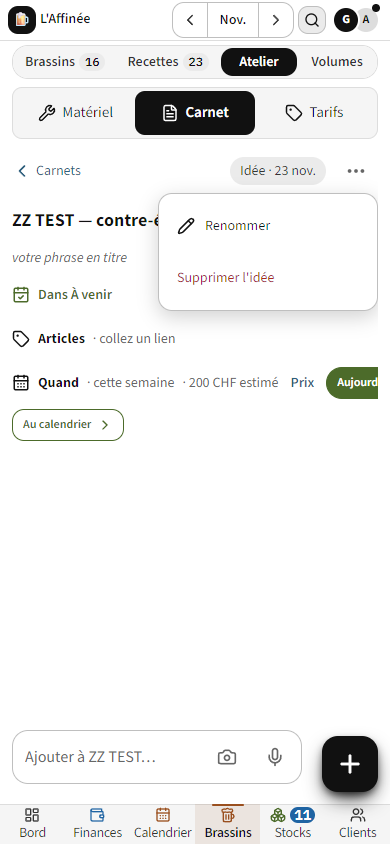 L'Affinée
Nov.
G A
Brassins 16 Recettes 23 Atelier Volumes
Matériel Carnet Tarifs
Carnets Idée · 23 nov.
ZZ TEST — contre-
votre phrase en titre
Renommer
Supprimer l'idée
Dans À venir
Articles · collez un lien
Quand · cette semaine · 200 CHF estimé Prix Aujourd
Au calendrier
Ajouter à ZZ TEST…
Bord Finances Calendrier Brassins 11 Stocks Clients